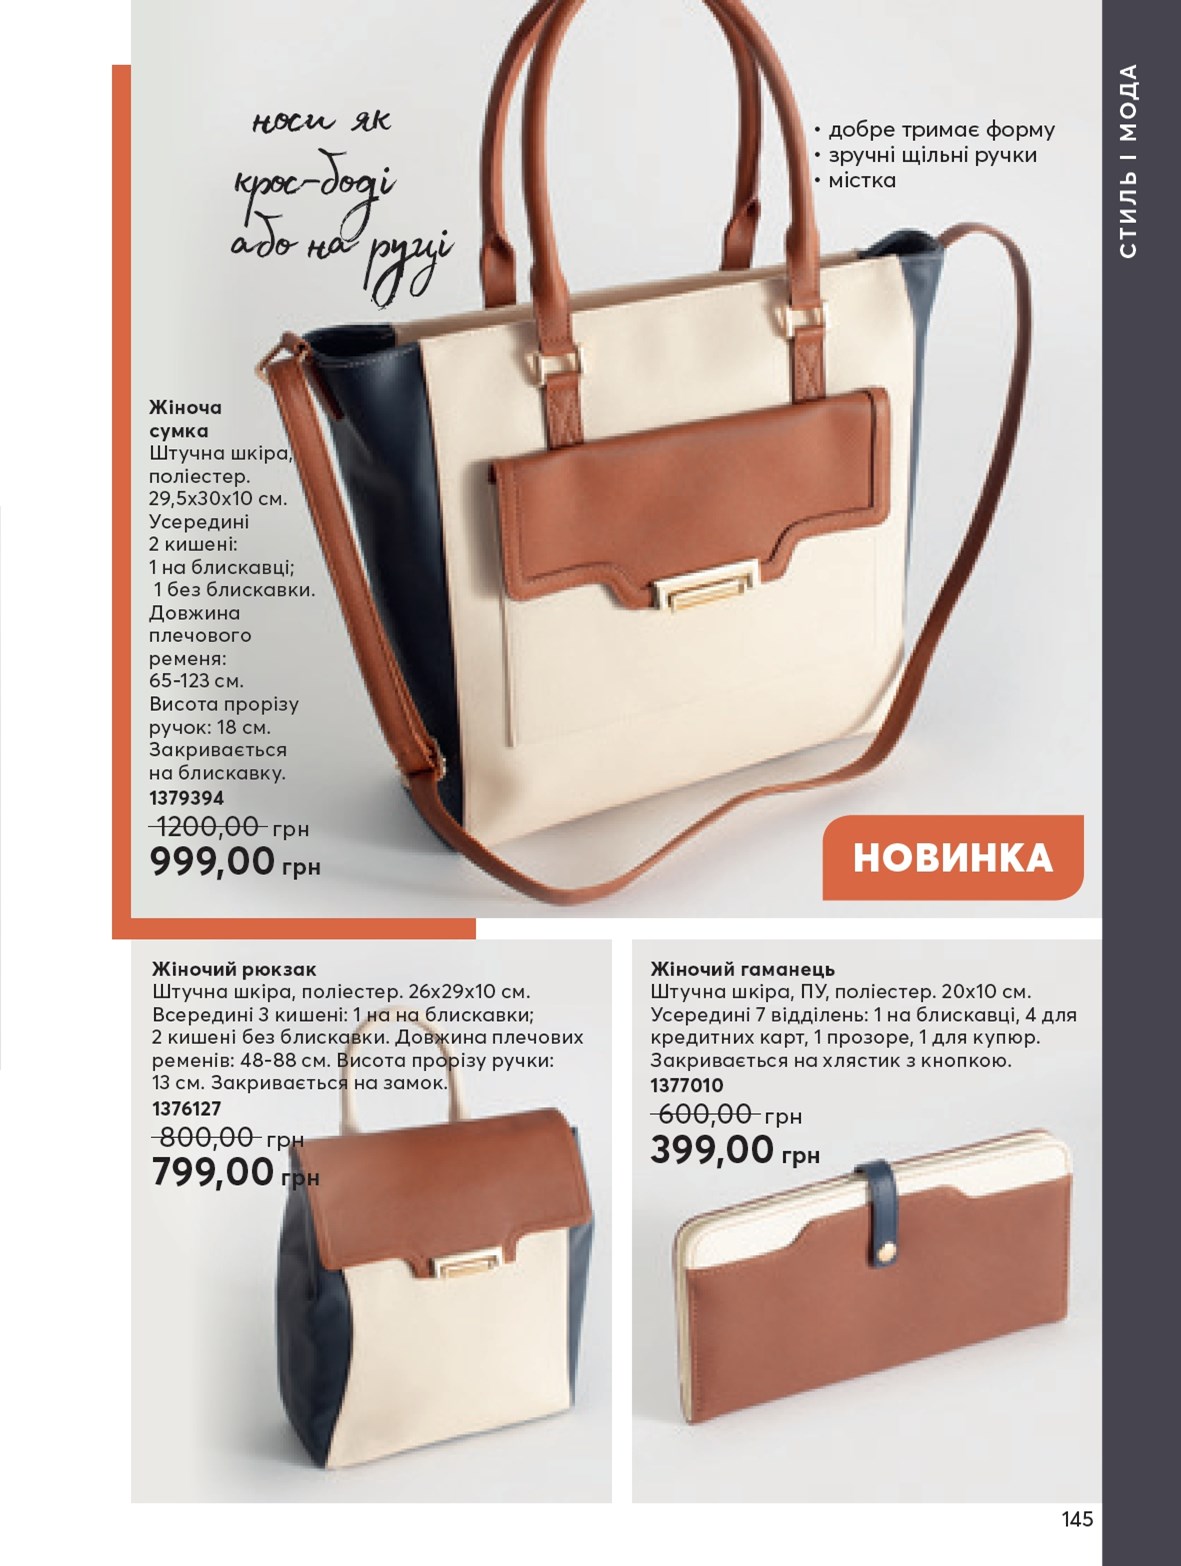 носи як
крос-боді
або на руці
• добре тримає форму
• зручні щільні ручки
• містка
СТИЛЬ І МОДА
Жіноча
сумка
Штучна шкіра,
поліестер.
29,5х30х10 см.
Усередині
2 кишені:
1 на блискавці;
1 без блискавки.
Довжина
плечового
ременя:
65-123 см.
Висота прорізу
ручок: 18 см.
Закривається
на блискавку.
1379394
1200,00 грн
999,00 грн
НОВИНКА
Жіночий рюкзак
Штучна шкіра, поліестер. 26х29х10 см.
Всередині 3 кишені: 1 на на блискавки;
2 кишені без блискавки. Довжина плечових
ременів: 48-88 см. Висота прорізу ручки:
13 см. Закривається на замок.
1376127
800,00 грн
799,00 грн
Жіночий гаманець
Штучна шкіра, ПУ, поліестер. 20х10 см.
Усередині 7 відділень: 1 на блискавці, 4 для
кредитних карт, 1 прозоре, 1 для купюр.
Закривається на хлястик з кнопкою.
1377010
600,00 грн
399,00 грн
145